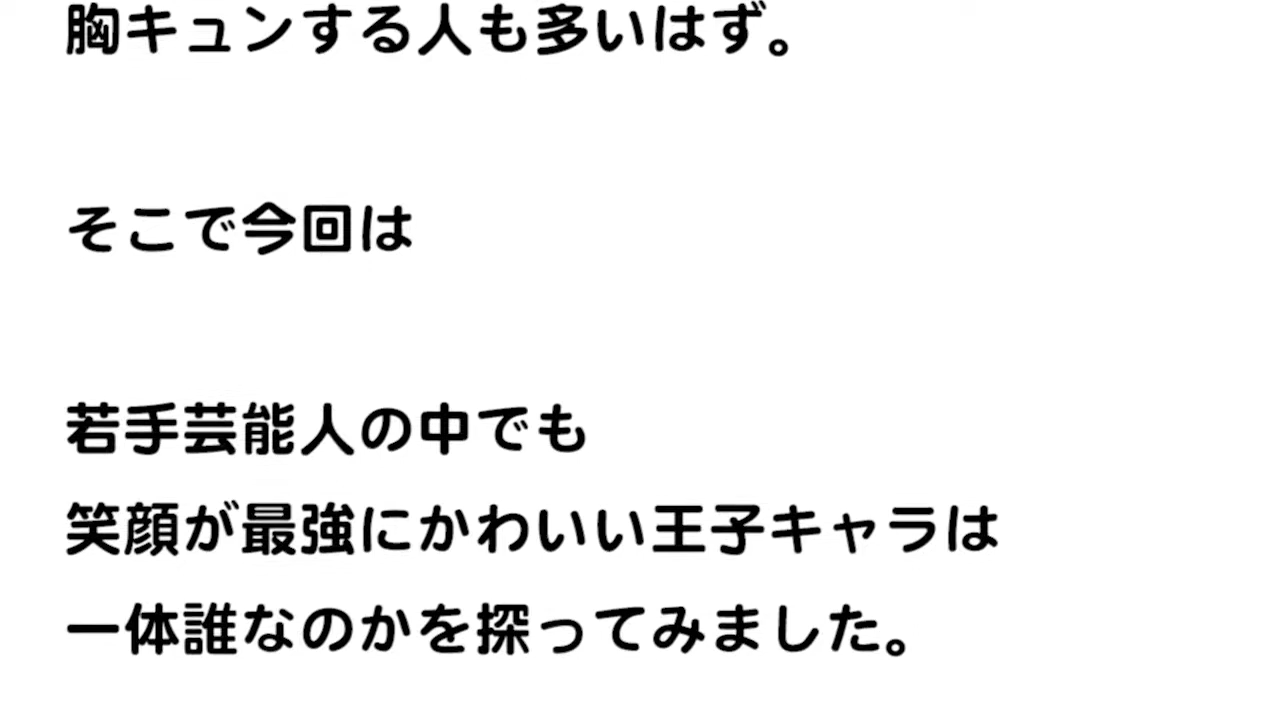 胸キュンする人も多いはず。
そこで今回は
若手芸能人の中でも
笑顔が最強にかわいい王子キャラは
一体誰なのかを探ってみました。